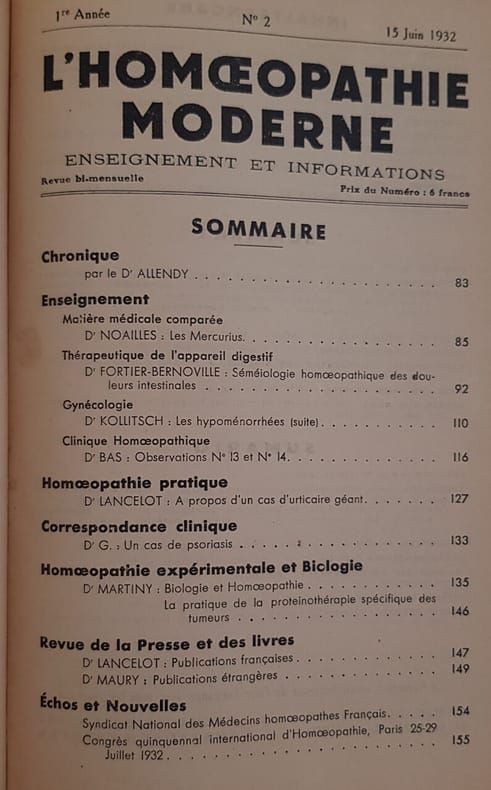 1re Année N° 2 15 Juin 1932
L'HOMŒOPATHIE
MODERNE
ENSEIGNEMENT ET INFORMATIONS
Revue bi-mensuelle Prix du Numéro : 6 francs
SOMMAIRE
Chronique
par le Dr ALLENDY . . . . . . . . . . . . . . . . . . . . 83
Enseignement
Matière médicale comparée
Dr NOAILLES : Les Mercurius. . . . . . . . . . . . . . . . 85
Thérapeutique de l'appareil digestif
Dr FORTIER-BERNOVILLE : Séméiologie homœopathique des dou-
leurs intestinales . . . . . . . . . . . . . . . . . . . 92
Gynécologie
Dr KOLLITSCH : Les hypoménorrhées (suite). . . . . . . . . . 110
Clinique Homœopathique
Dr BAS : Observations N° 13 et N° 14. . . . . . . . . . . . 116
Homœopathie pratique
Dr LANCELOT : A propos d'un cas d'urticaire géant. . . . . . 127
Correspondance clinique
Dr G. : Un cas de psoriasis . . . . . . . . . . . . . . . . 133
Homœopathie expérimentale et Biologie
Dr MARTINY : Biologie et Homœopathie . . . . . . . . . . . 135
La pratique de la proteinothérapie spécifique des
tumeurs . . . . . . . . . . . . . . . . . . 146
Revue de la Presse et des livres
Dr LANCELOT : Publications françaises. . . . . . . . . . . . 147
Dr MAURY : Publications étrangères . . . . . . . . . . . . 149
Échos et Nouvelles
Syndicat National des Médecins homœopathes Français. . . . . 154
Congrès quinquennal international d'Homœopathie, Paris 25-29
Juillet 1932 . . . . . . . . . . . . . . . . . . . . . 155